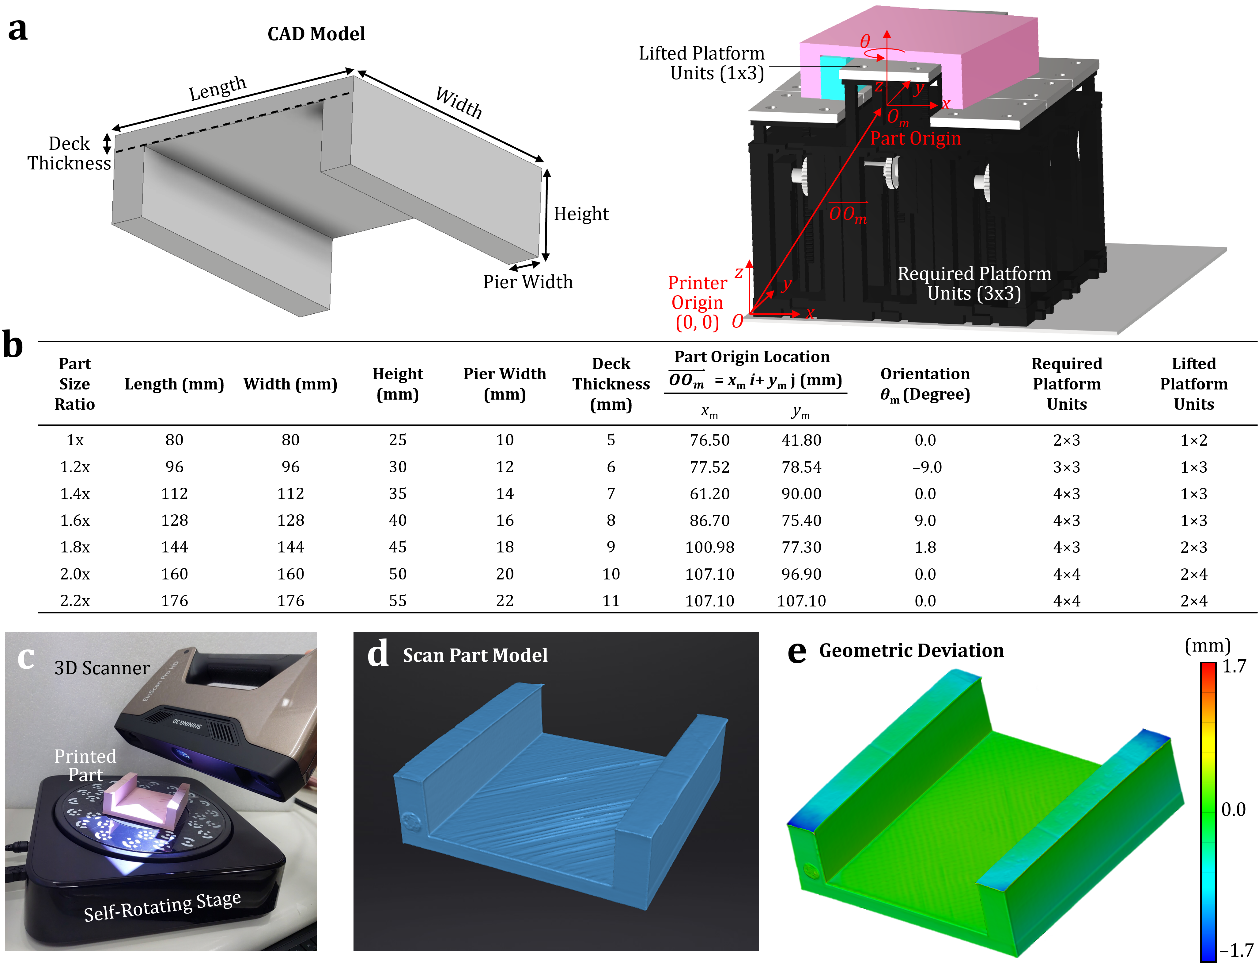 a
CAD Model
Length
Width
Deck
Thickness
Height
Pier Width
Lifted Platform
Units (1x3)
θ
z
y
x
Oₘ
Part Origin
OOₘ
Required Platform
Units (3x3)
Printer
Origin
(0, 0)
z
y
x
O
b
Part Size Ratio Length (mm) Width (mm) Height (mm) Pier Width (mm) Deck Thickness (mm) Part Origin Location OOₘ = xₘ i+ yₘ j (mm) Orientation θₘ (Degree) Required Platform Units Lifted Platform Units
xₘ yₘ
1x 80 80 25 10 5 76.50 41.80 0.0 2×3 1×2
1.2x 96 96 30 12 6 77.52 78.54 –9.0 3×3 1×3
1.4x 112 112 35 14 7 61.20 90.00 0.0 4×3 1×3
1.6x 128 128 40 16 8 86.70 75.40 9.0 4×3 1×3
1.8x 144 144 45 18 9 100.98 77.30 1.8 4×3 2×3
2.0x 160 160 50 20 10 107.10 96.90 0.0 4×4 2×4
2.2x 176 176 55 22 11 107.10 107.10 0.0 4×4 2×4
c
3D Scanner
Printed
Part
Self-Rotating Stage
d
Scan Part Model
e
Geometric Deviation
(mm)
1.7
0.0
–1.7